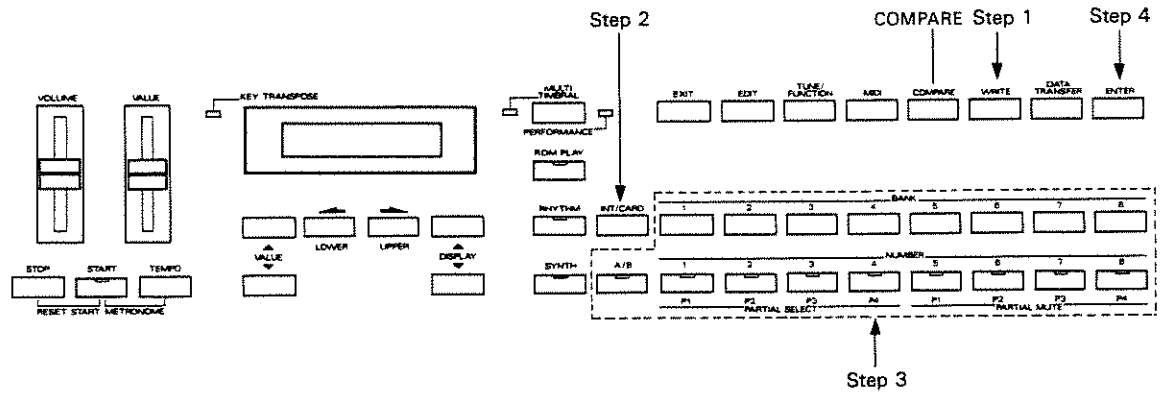 Step 2
COMPARE Step 1
Step 4
VOLUME
VALUE
KEY TRANSPOSE
MULTI
TIMBRAL
PERFORMANCE
EXIT
EDIT
TUNE/
FUNCTION
MIDI
COMPARE
WRITE
DATA
TRANSFER
ENTER
ROM PLAY
RHYTHM
INT/CARD
BANK
1 2 3 4 5 6 7 8
LOWER
UPPER
VALUE
DISPLAY
STOP
START
TEMPO
RESET START METRONOME
SYNTH
A/B
NUMBER
1 2 3 4 5 6 7 8
P1 P2 P3 P4 P1 P2 P3 P4
PARTIAL SELECT
PARTIAL MUTE
Step 3